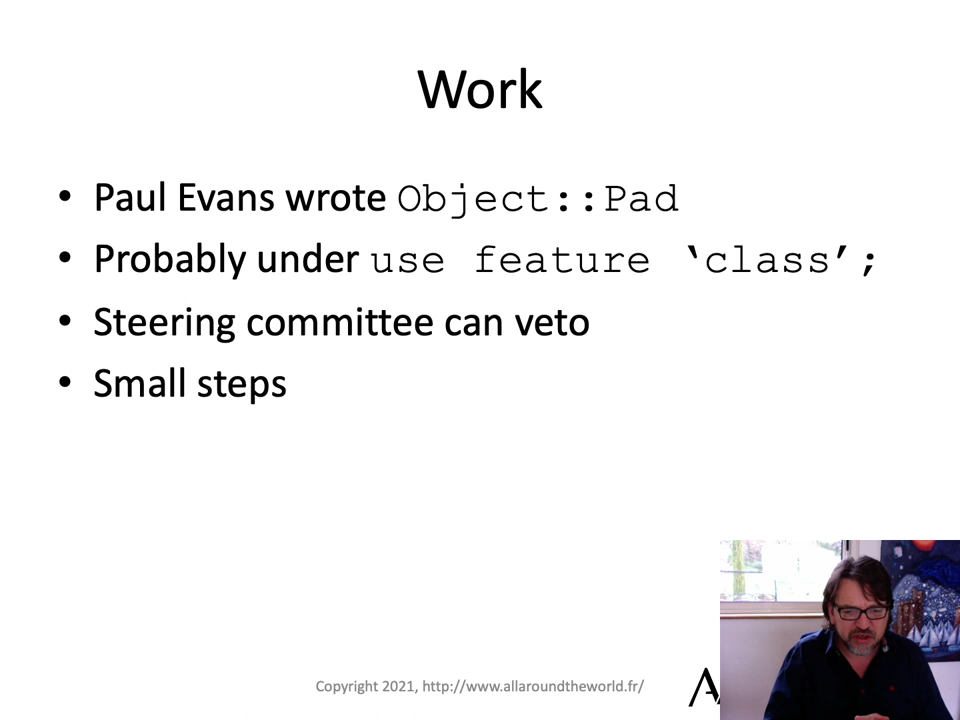 Work
• Paul Evans wrote Object::Pad
• Probably under use feature ‘class’;
• Steering committee can veto
• Small steps
Copyright 2021, http://www.allaroundtheworld.fr/